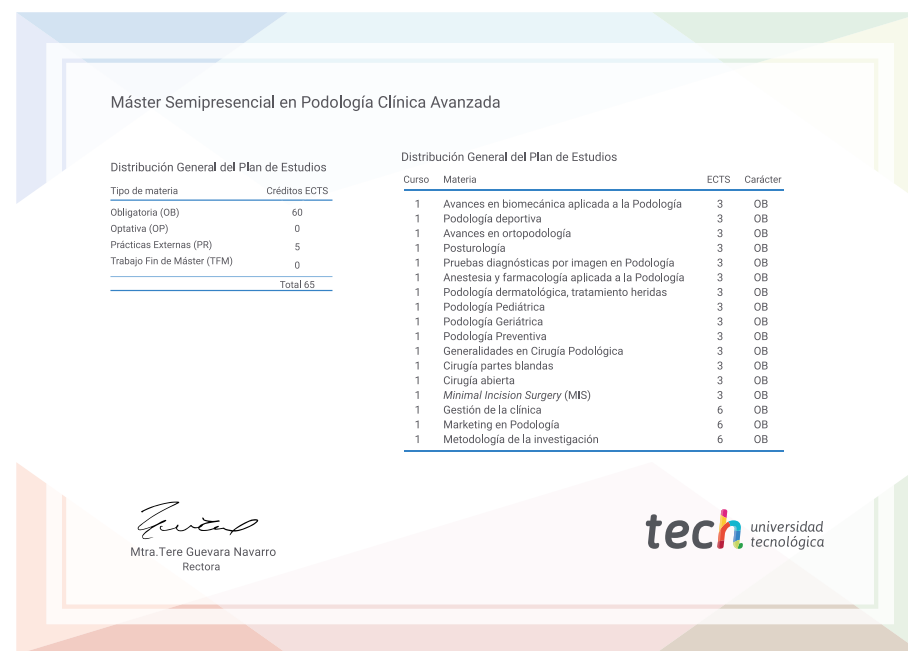 Máster Semipresencial en Podología Clínica Avanzada
Distribución General del Plan de Estudios
Tipo de materia Créditos ECTS
Obligatoria (OB) 60
Optativa (OP) 0
Prácticas Externas (PR) 5
Trabajo Fin de Máster (TFM) 0
Total 65
Distribución General del Plan de Estudios
Curso Materia ECTS Carácter
1 Avances en biomecánica aplicada a la Podología 3 OB
1 Podología deportiva 3 OB
1 Avances en ortopodología 3 OB
1 Posturología 3 OB
1 Pruebas diagnósticas por imagen en Podología 3 OB
1 Anestesia y farmacología aplicada a la Podología 3 OB
1 Podología dermatológica, tratamiento heridas 3 OB
1 Podología Pediátrica 3 OB
1 Podología Geriátrica 3 OB
1 Podología Preventiva 3 OB
1 Generalidades en Cirugía Podológica 3 OB
1 Cirugía partes blandas 3 OB
1 Cirugía abierta 3 OB
1 Minimal Incision Surgery (MIS) 3 OB
1 Gestión de la clínica 6 OB
1 Marketing en Podología 6 OB
1 Metodología de la investigación 6 OB
Mtra.Tere Guevara Navarro
Rectora
tech universidad
tecnológica